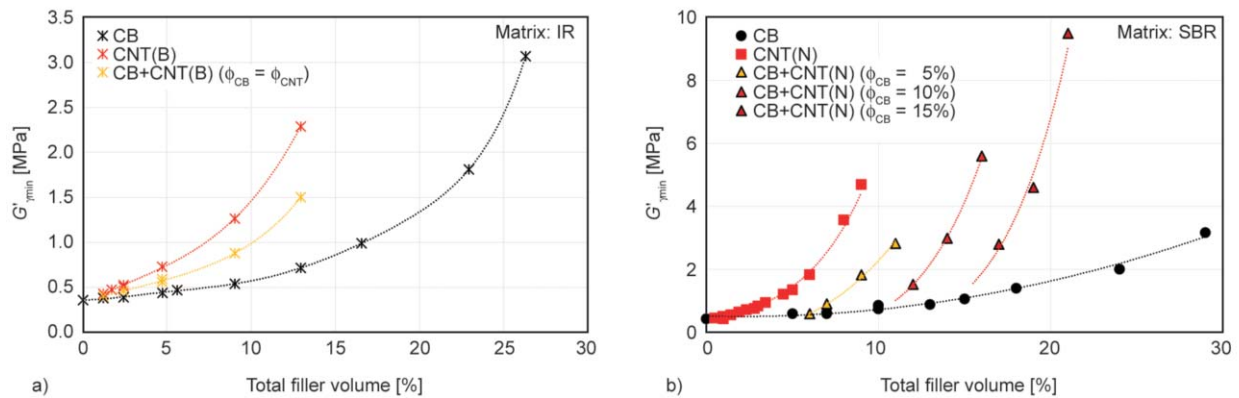 3.5
3.0
2.5
2.0
1.5
1.0
0.5
0.0
G'γmin [MPa]
CB
CNT(B)
CB+CNT(B) (ϕCB = ϕCNT)
Matrix: IR
0 5 10 15 20 25 30
Total filler volume [%]
a)
10
8
6
4
2
0
G'γmin [MPa]
CB
CNT(N)
CB+CNT(N) (ϕCB = 5%)
CB+CNT(N) (ϕCB = 10%)
CB+CNT(N) (ϕCB = 15%)
Matrix: SBR
0 10 20 30
Total filler volume [%]
b)